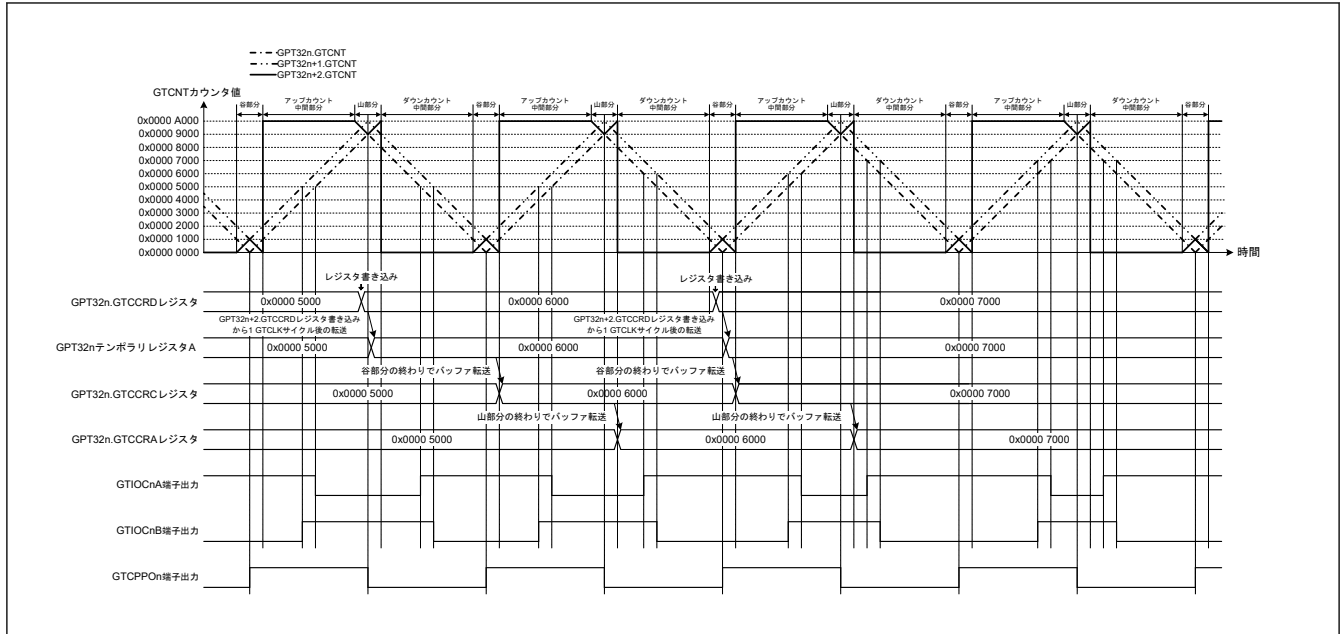 GPT32n.GTCNT
GPT32n+1.GTCNT
GPT32n+2.GTCNT
GTCNTカウンタ値
谷部分 アップカウント中間部分 山部分 ダウンカウント中間部分 谷部分 アップカウント中間部分 山部分 ダウンカウント中間部分 谷部分 アップカウント中間部分 山部分 ダウンカウント中間部分 谷部分 アップカウント中間部分 山部分 ダウンカウント中間部分 谷部分
0x0000 A000
0x0000 9000
0x0000 8000
0x0000 7000
0x0000 6000
0x0000 5000
0x0000 4000
0x0000 3000
0x0000 2000
0x0000 1000
0x0000 0000
時間
レジスタ書き込み レジスタ書き込み
GPT32n.GTCCRDレジスタ 0x0000 5000 0x0000 6000 0x0000 7000
GPT32n+2.GTCCRDレジスタ書き込み GPT32n+2.GTCCRDレジスタ書き込み
から1 GTCLKサイクル後の転送 から1 GTCLKサイクル後の転送
GPT32nテンポラリレジスタA 0x0000 5000 0x0000 6000 0x0000 7000
谷部分の終わりでバッファ転送 谷部分の終わりでバッファ転送
GPT32n.GTCCRCレジスタ 0x0000 5000 0x0000 6000 0x0000 7000
山部分の終わりでバッファ転送 山部分の終わりでバッファ転送
GPT32n.GTCCRAレジスタ 0x0000 5000 0x0000 6000 0x0000 7000
GTIOCnA端子出力
GTIOCnB端子出力
GTCPPOn端子出力